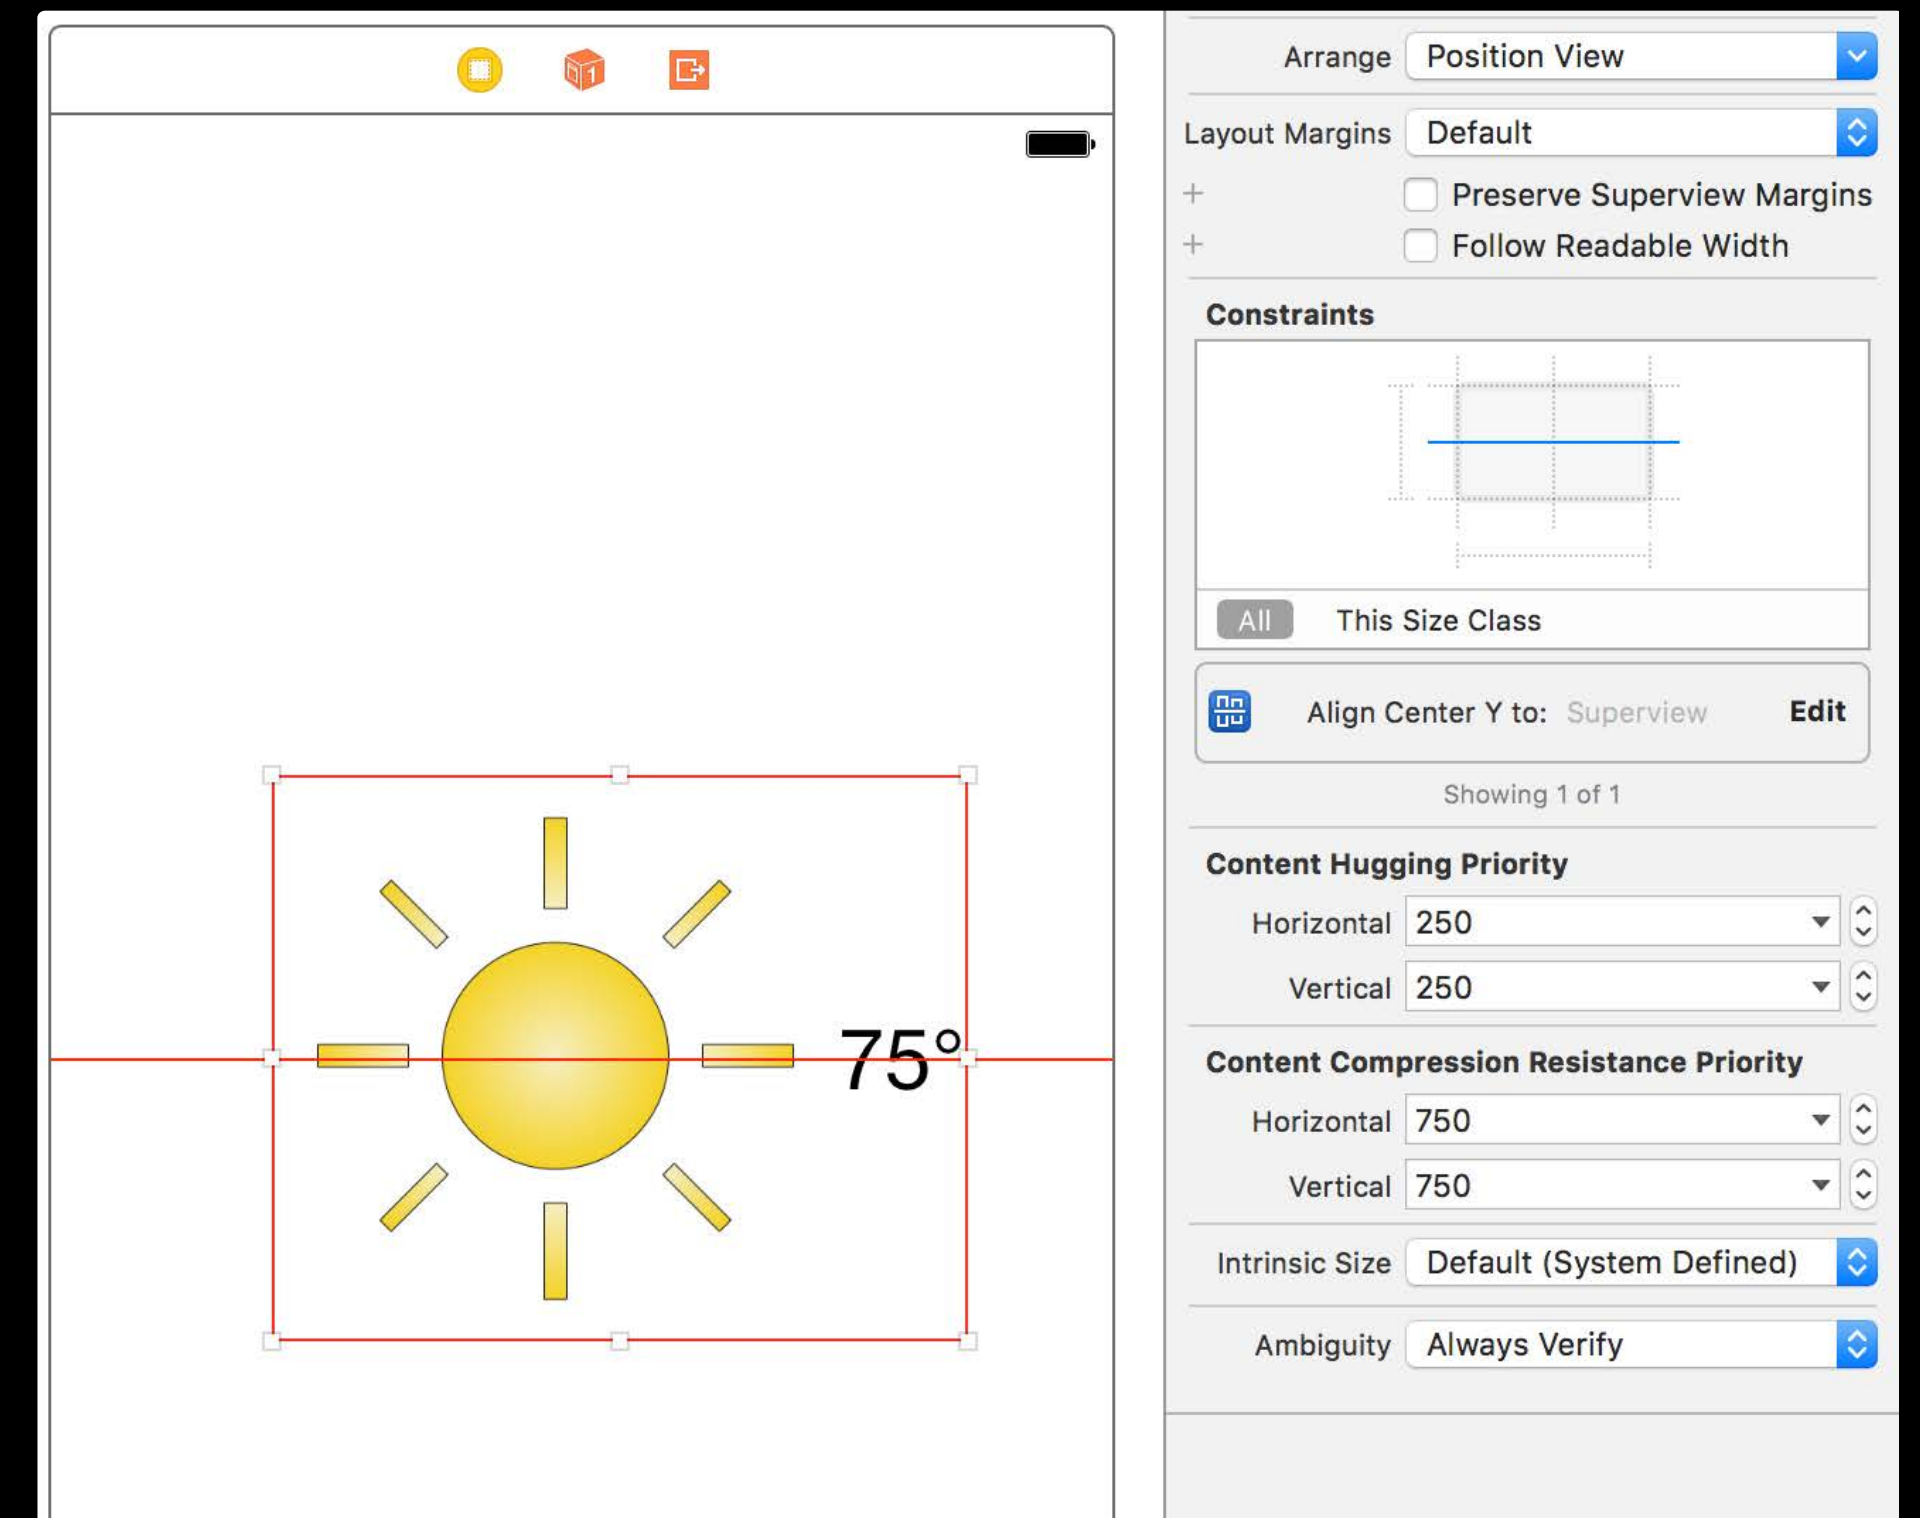 1
75°
Arrange Position View
Layout Margins Default
+ Preserve Superview Margins
+ Follow Readable Width
Constraints
All This Size Class
Align Center Y to: Superview Edit
Showing 1 of 1
Content Hugging Priority
Horizontal 250
Vertical 250
Content Compression Resistance Priority
Horizontal 750
Vertical 750
Intrinsic Size Default (System Defined)
Ambiguity Always Verify